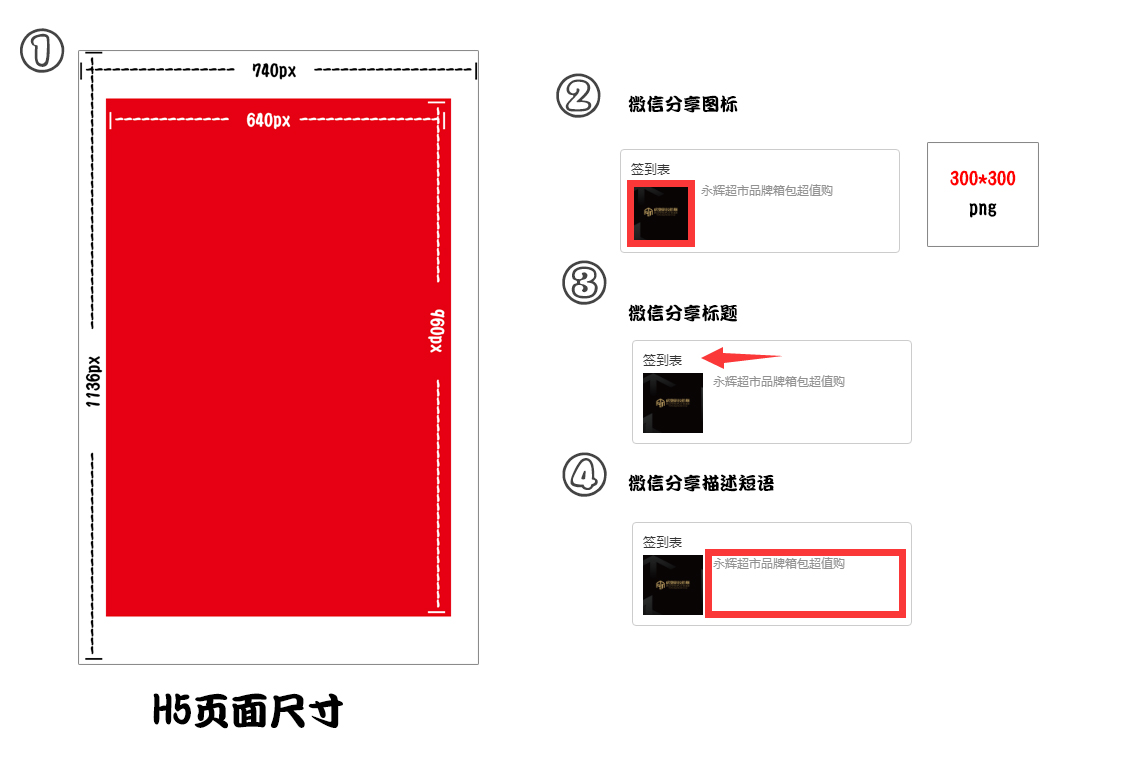 ①
740px
640px
960px
1136px
H5页面尺寸
②
微信分享图标
签到表
永辉超市品牌箱包超值购
300*300
png
③
微信分享标题
签到表
永辉超市品牌箱包超值购
④
微信分享描述短语
签到表
永辉超市品牌箱包超值购